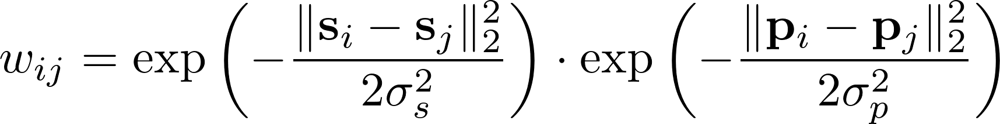 w_{ij} = \exp\left(-\frac{\|\mathbf{s}_i - \mathbf{s}_j\|_2^2}{2\sigma_s^2}\right) \cdot \exp\left(-\frac{\|\mathbf{p}_i - \mathbf{p}_j\|_2^2}{2\sigma_p^2}\right)